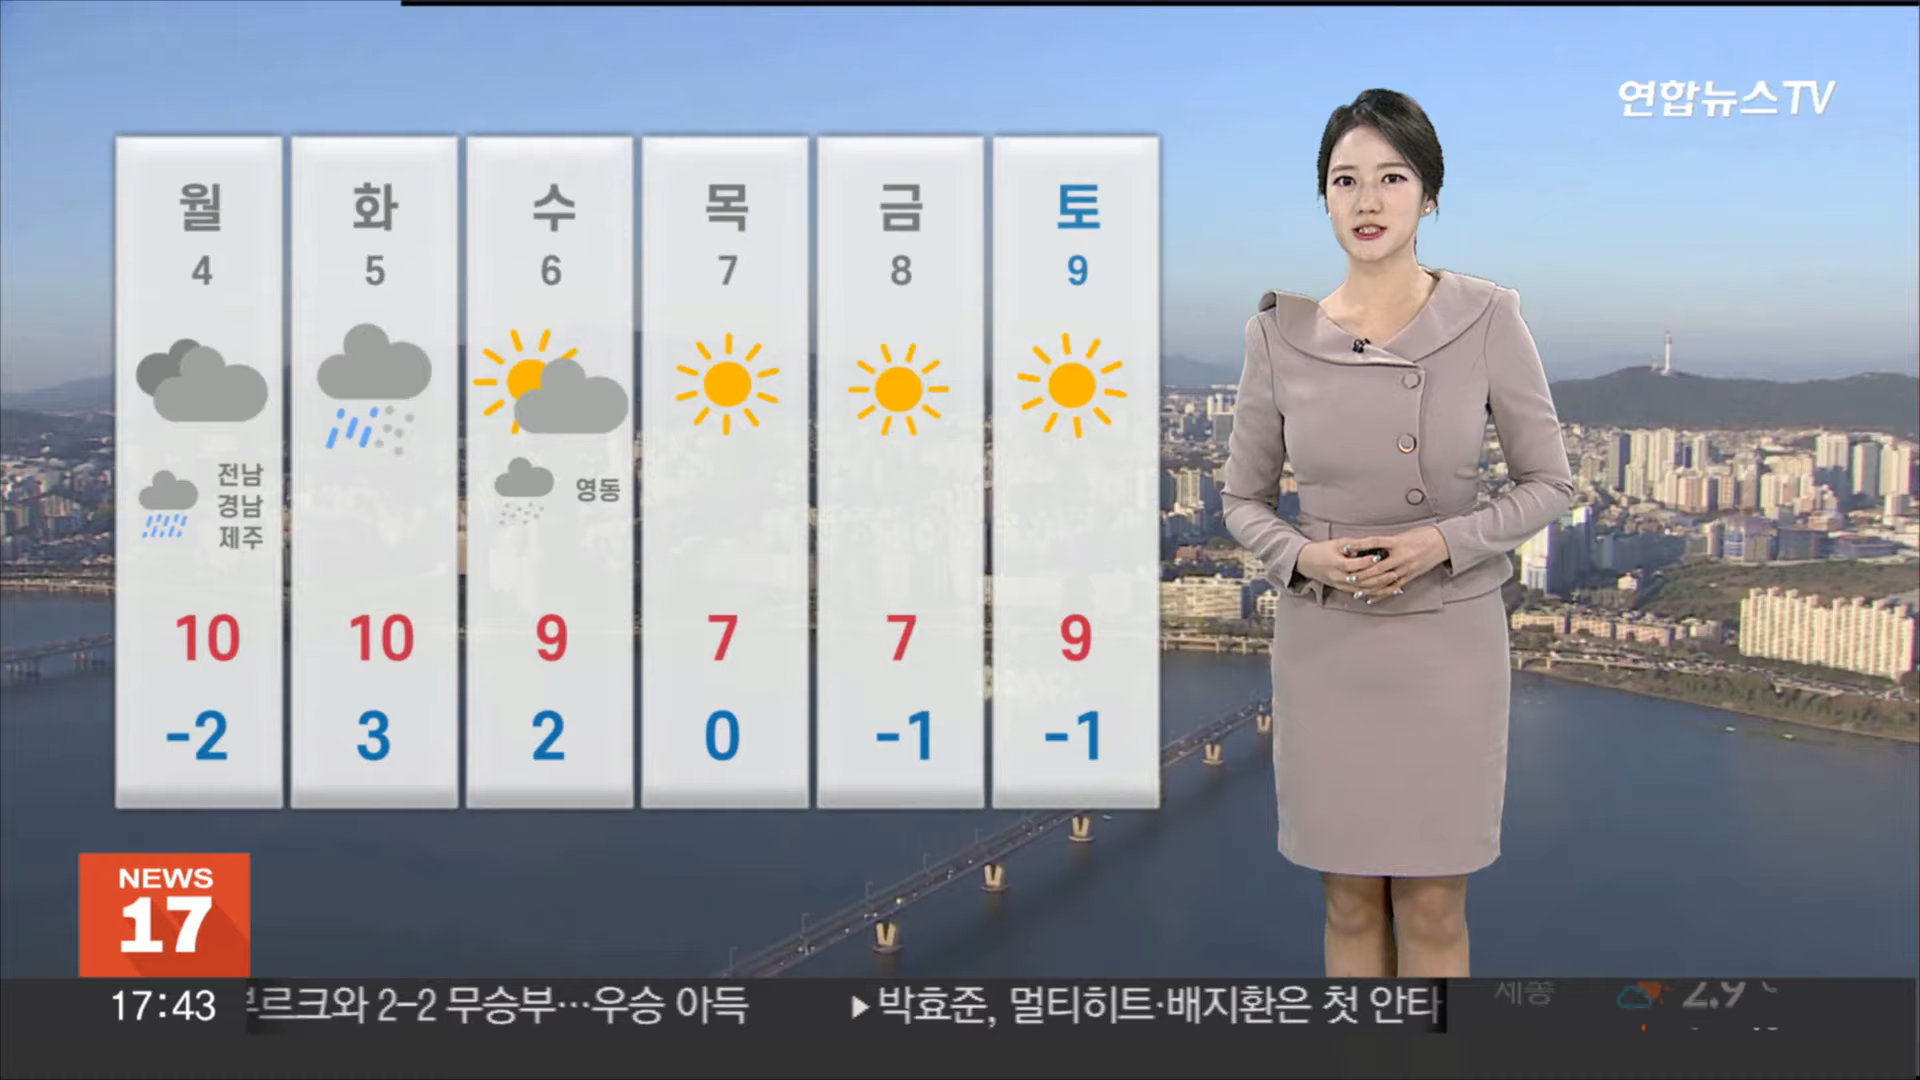 연합뉴스TV
월 화 수 목 금 토
4 5 6 7 8 9
전남
경남
제주
영동
10 10 9 7 7 9
-2 3 2 0 -1 -1
NEWS
17
17:43
2-2 무승부…우승 아득 ▶박효준, 멀티히트·배지환은 첫 안타
세종 2.9℃